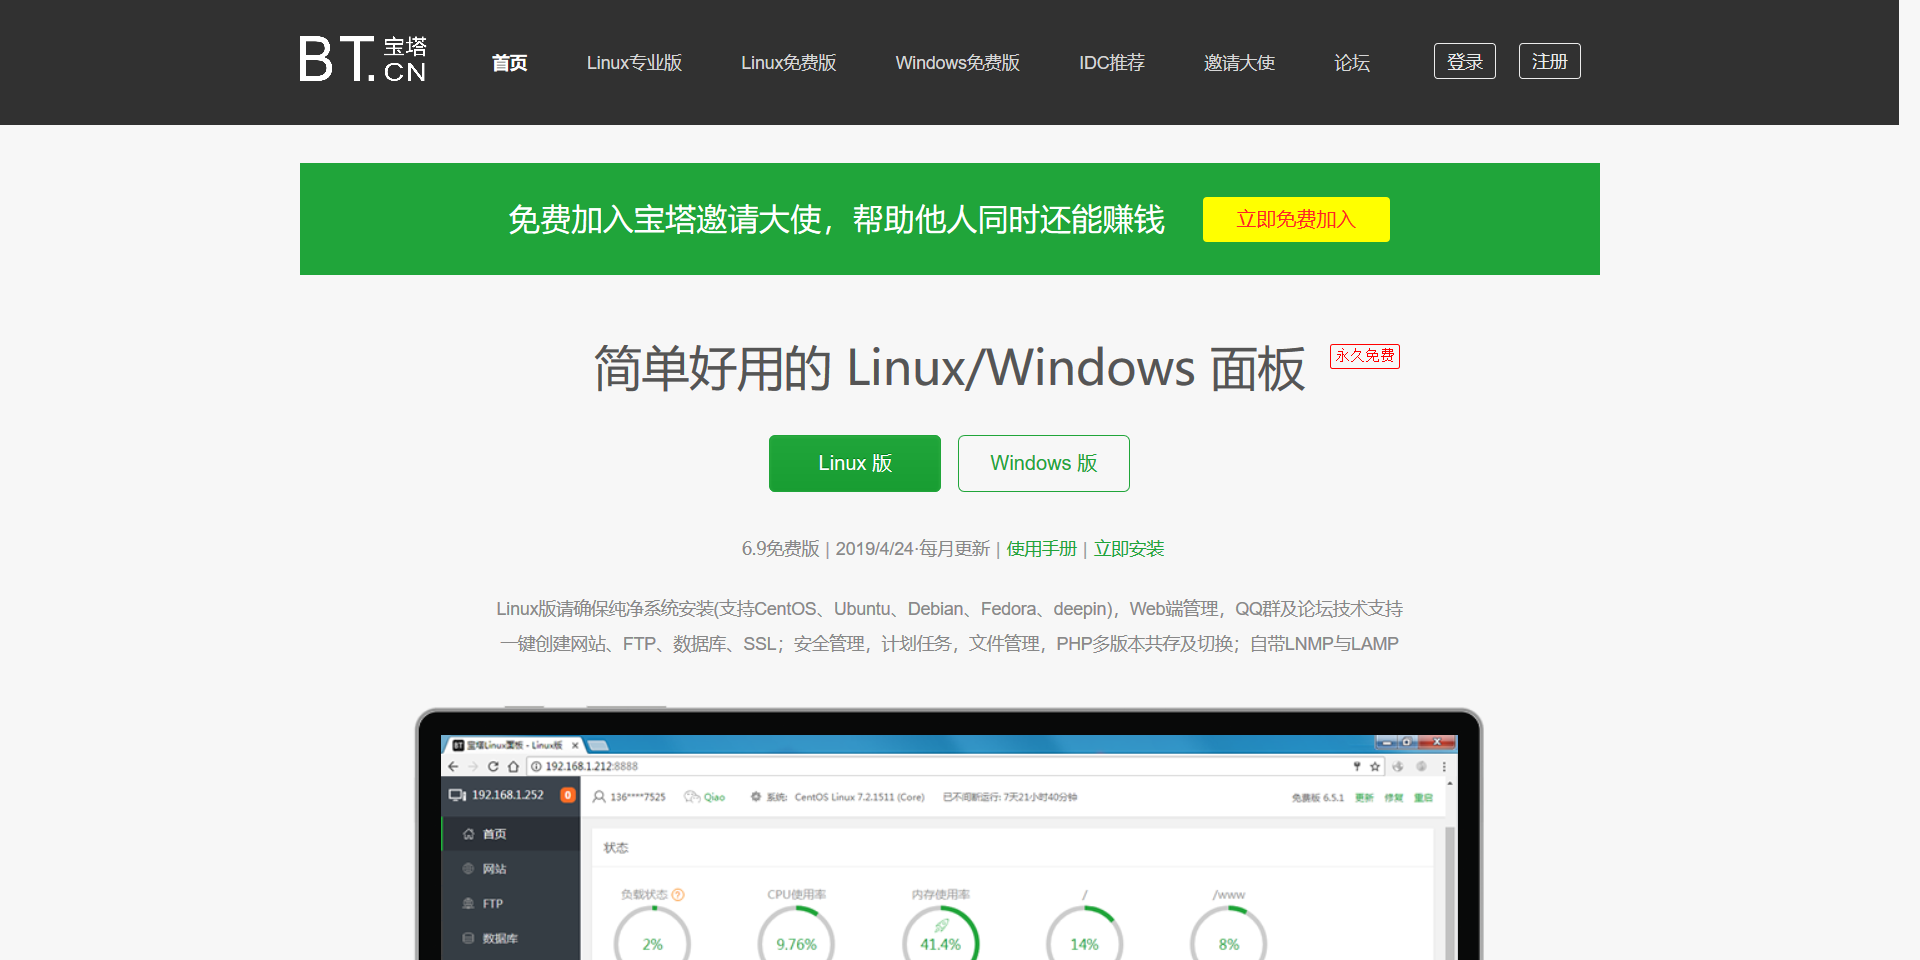 BT.宝塔CN
首页 Linux专业版 Linux免费版 Windows免费版 IDC推荐 邀请大使 论坛 登录 注册
免费加入宝塔邀请大使，帮助他人同时还能赚钱 立即免费加入
简单好用的 Linux/Windows 面板 永久免费
Linux 版 Windows 版
6.9免费版 | 2019/4/24·每月更新 | 使用手册 | 立即安装
Linux版请确保纯净系统安装(支持CentOS、Ubuntu、Debian、Fedora、deepin)，Web端管理，QQ群及论坛技术支持
一键创建网站、FTP、数据库、SSL；安全管理，计划任务，文件管理，PHP多版本共存及切换；自带LNMP与LAMP
BT 宝塔Linux面板 - Linux版
192.168.1.212:8888
192.168.1.252 0 136****7525 Qiao 系统: CentOS Linux 7.2.1511 (Core) 已不间断运行: 7天21小时40分钟 免费版 6.5.1 更新 修复 重启
首页
状态
网站
负载状态 ? CPU使用率 内存使用率 / /www
FTP
数据库
2% 9.76% 41.4% 14% 8%